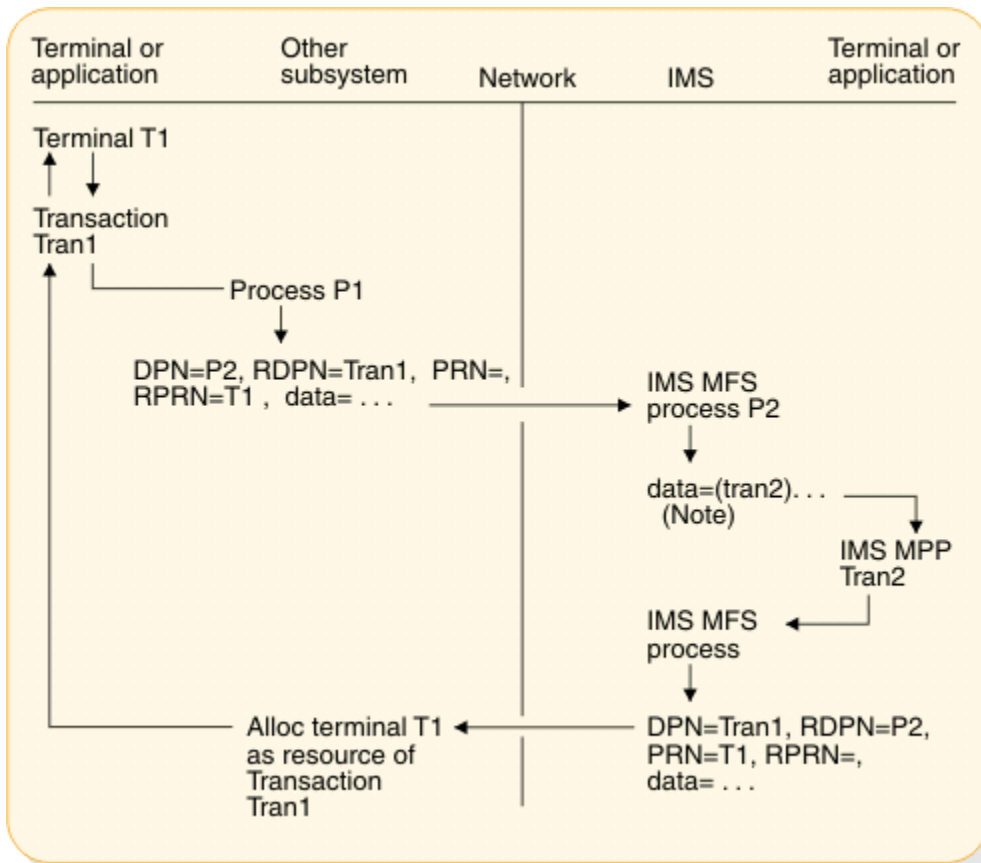 Terminal or
application
Other
subsystem
Network
IMS
Terminal or
application
Terminal T1
Transaction
Tran1
Process P1
DPN=P2, RDPN=Tran1, PRN=,
RPRN=T1 , data= . . .
IMS MFS
process P2
data=(tran2). . .
(Note)
IMS MPP
Tran2
IMS MFS
process
Alloc terminal T1
as resource of
Transaction
Tran1
DPN=Tran1, RDPN=P2,
PRN=T1, RPRN=,
data= . . .